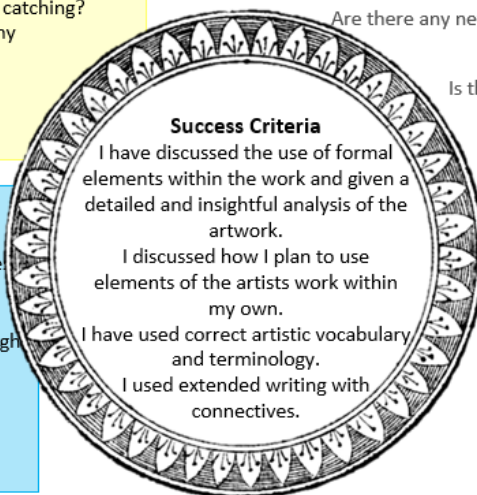 catching?
Are there any
Is
Success Criteria
I have discussed the use of formal
elements within the work and given a
detailed and insightful analysis of the
artwork.
I discussed how I plan to use
elements of the artists work within
my own.
I have used correct artistic vocabulary
and terminology.
I used extended writing with
connectives.